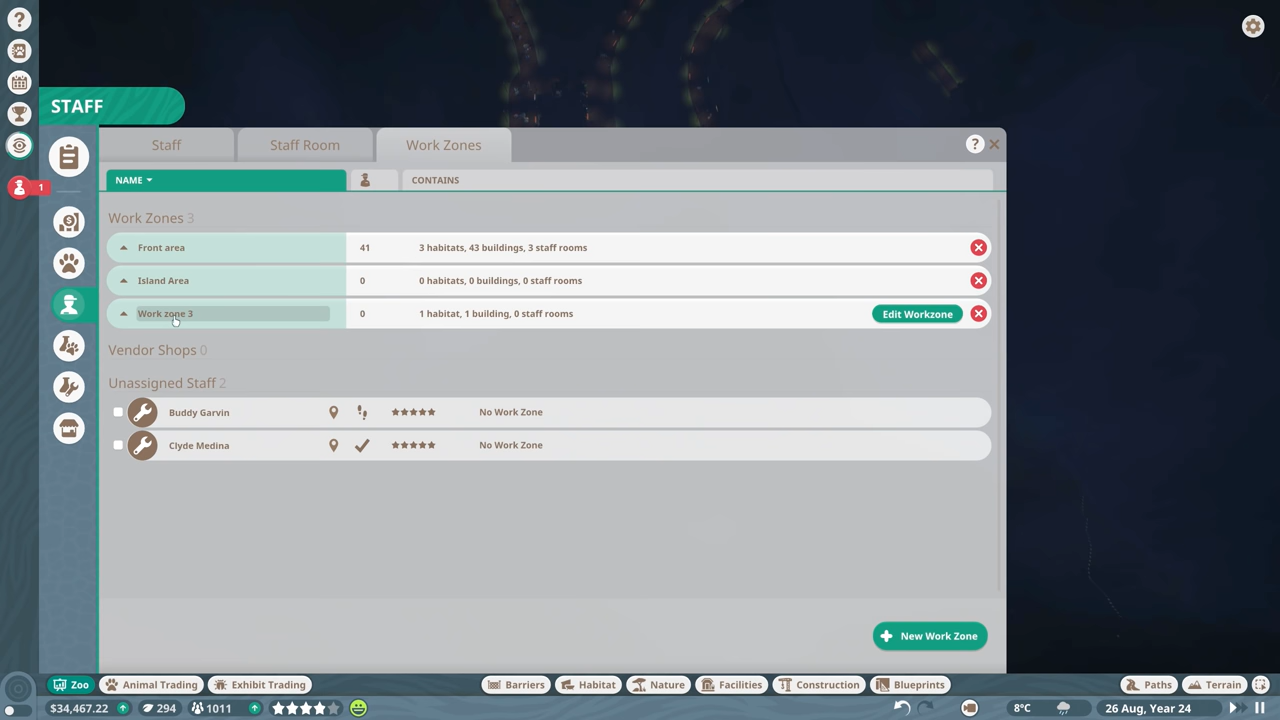 ?
STAFF
Staff
Staff Room
Work Zones
?
1
NAME
CONTAINS
Work Zones 3
Front area 41 3 habitats, 43 buildings, 3 staff rooms
Island Area 0 0 habitats, 0 buildings, 0 staff rooms
Work zone 3 0 1 habitat, 1 building, 0 staff rooms Edit Workzone
Vendor Shops 0
Unassigned Staff 2
Buddy Garvin No Work Zone
Clyde Medina No Work Zone
New Work Zone
Zoo Animal Trading Exhibit Trading Barriers Habitat Nature Facilities Construction Blueprints Paths Terrain
$34,467.22 294 1011 8°C 26 Aug, Year 24